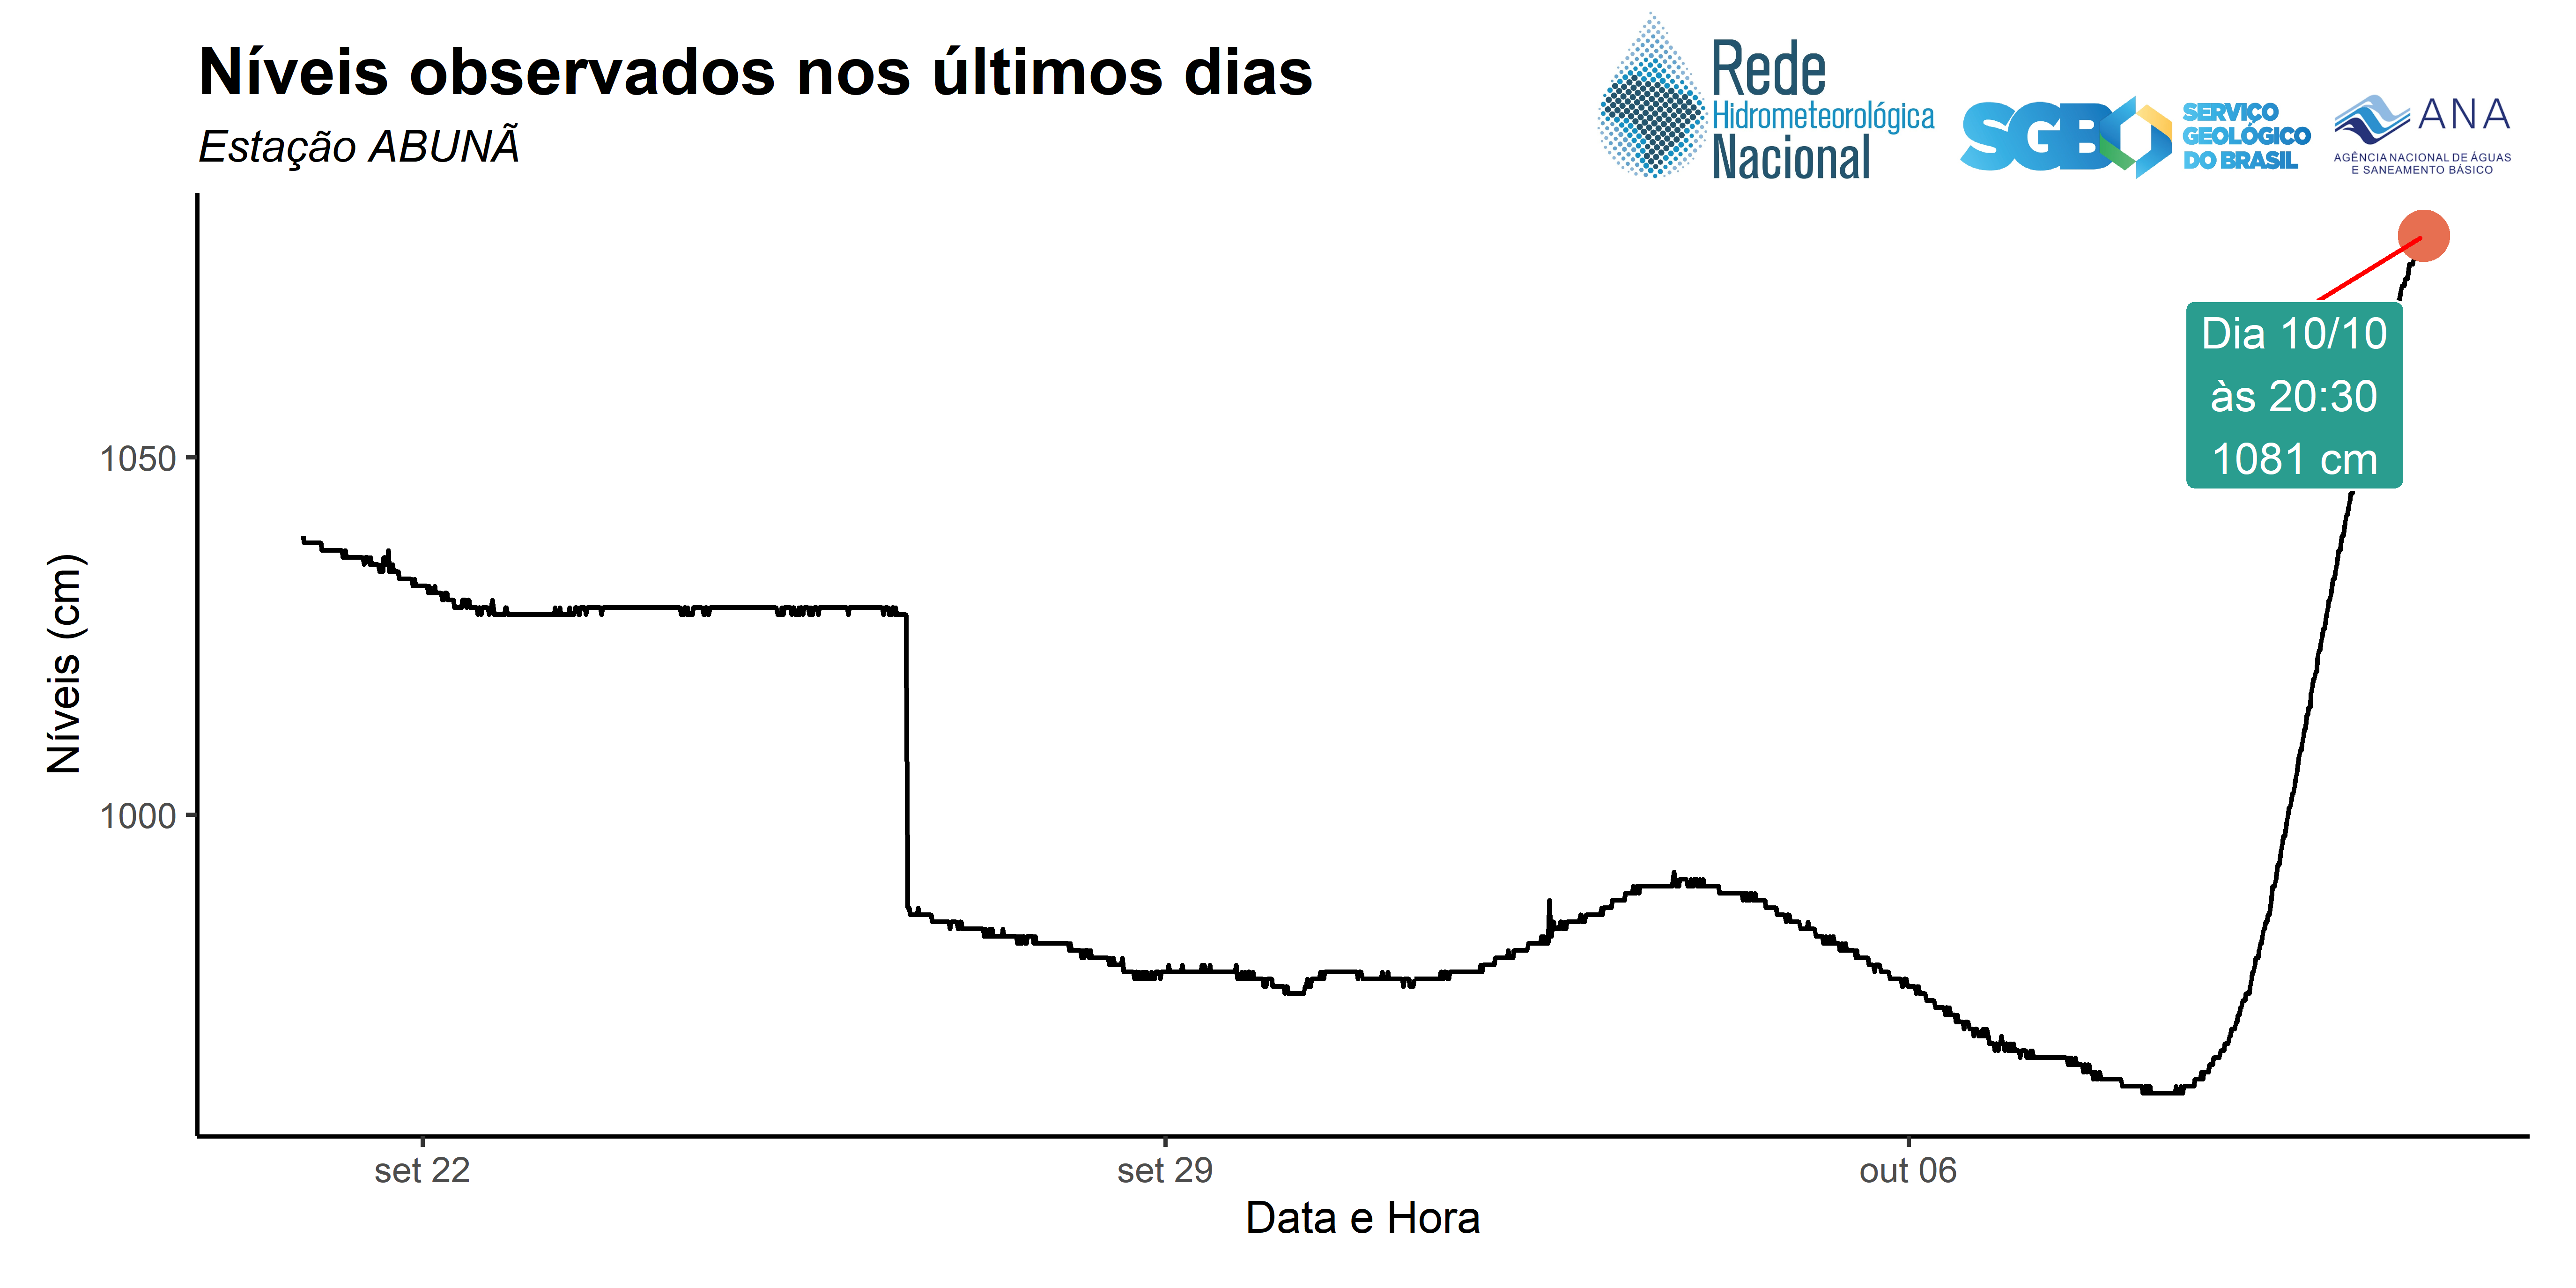 Níveis observados nos últimos dias
Estação ABUNÃ
Rede
Hidrometeorológica
Nacional
SGB
SERVIÇO
GEOLÓGICO
DO BRASIL
ANA
AGÊNCIA NACIONAL DE ÁGUAS
E SANEAMENTO BÁSICO
Dia 10/10
às 20:30
1081 cm
Níveis (cm)
1050
1000
set 22
set 29
out 06
Data e Hora